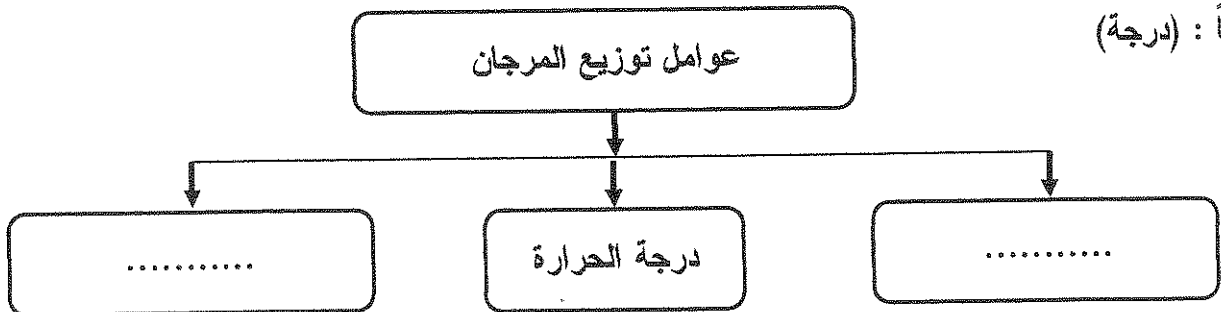 اً : (درجة)
عوامل توزيع المرجان
...........
درجة الحرارة
...........